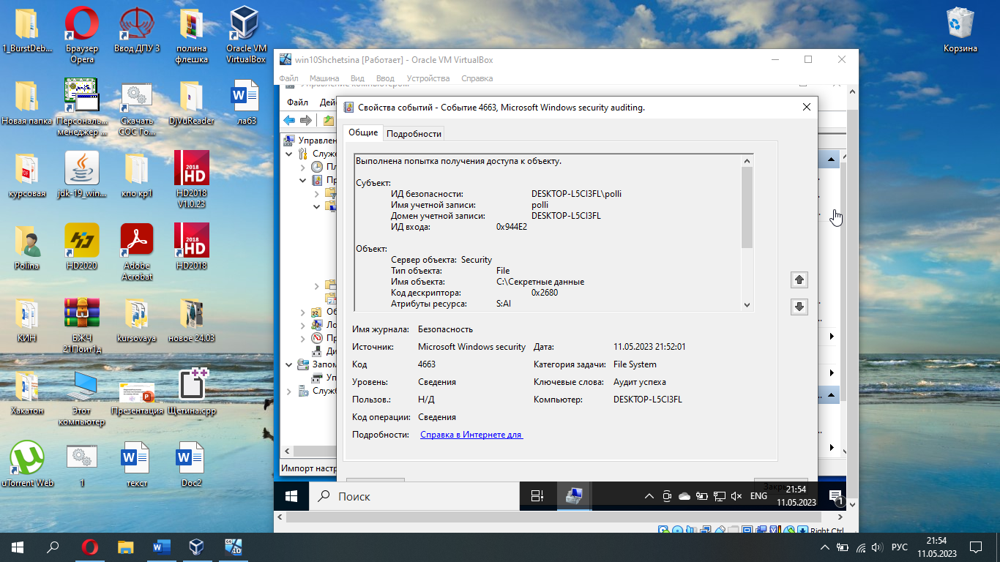 1_BurstDeb...
Браузер Opera
Ввод ДПУ 3
полина флешка
Oracle VM VirtualBox
Корзина
Новая папка
Персональ... менеджер ...
Скачать СОС Го...
DjVuReader
лаб3
курсовая
jdk-19_win...
кпо кр1
HD2018 V1.0.23
Polina
HD2020
Adobe Acrobat
HD2018
КИН
БЖЧ 21Поит1д
kursovaya
новое 24.03
Хакатон
Этот компьютер
Презентация
Щетина.cpp
uTorrent Web
1
текст
Doc2
win10Shchetsina [Работает] - Oracle VM VirtualBox
Файл Машина Вид Ввод Устройства Справка
Управление компьютером
Файл Дей
Управлен
Служе
Пл
Пр
Об
Ло
Пр
Ди
Запом
Уп
Служб
Импорт настр
Свойства событий - Событие 4663, Microsoft Windows security auditing.
Общие Подробности
Выполнена попытка получения доступа к объекту.
Субъект:
ИД безопасности: DESKTOP-L5CI3FL\polli
Имя учетной записи: polli
Домен учетной записи: DESKTOP-L5CI3FL
ИД входа: 0x944E2
Объект:
Сервер объекта: Security
Тип объекта: File
Имя объекта: C:\Секретные данные
Код дескриптора: 0x2680
Атрибуты ресурса: S:AI
Имя журнала: Безопасность
Источник: Microsoft Windows security Дата: 11.05.2023 21:52:01
Код 4663 Категория задачи: File System
Уровень: Сведения Ключевые слова: Аудит успеха
Пользов.: Н/Д Компьютер: DESKTOP-L5CI3FL
Код операции: Сведения
Подробности: Справка в Интернете для
Поиск
ENG
21:54
11.05.2023
1
Right Ctrl
РУС
21:54
11.05.2023